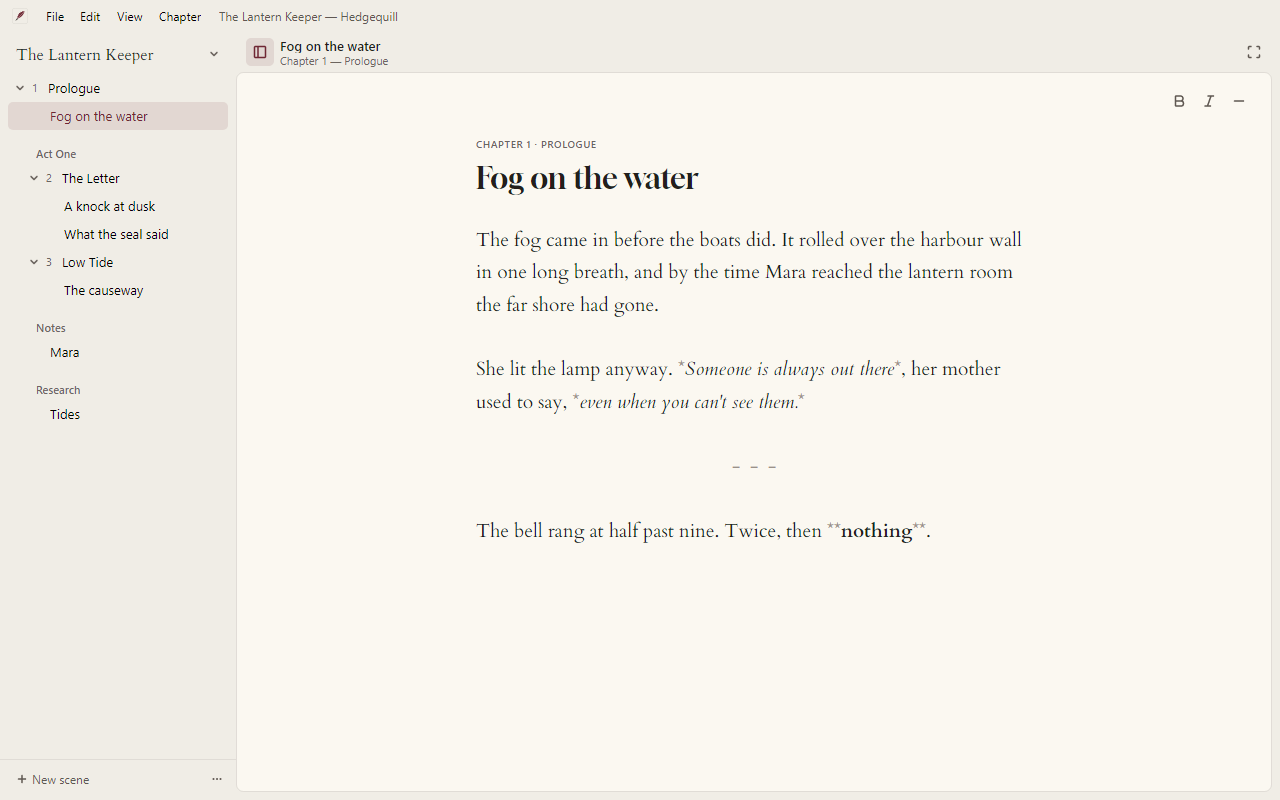 File Edit View Chapter The Lantern Keeper — Hedgequill
The Lantern Keeper
1 Prologue
Fog on the water
Act One
2 The Letter
A knock at dusk
What the seal said
3 Low Tide
The causeway
Notes
Mara
Research
Tides
+ New scene ...
Fog on the water
Chapter 1 — Prologue
B I —
CHAPTER 1 · PROLOGUE
Fog on the water
The fog came in before the boats did. It rolled over the harbour wall
in one long breath, and by the time Mara reached the lantern room
the far shore had gone.
She lit the lamp anyway. *Someone is always out there*, her mother
used to say, *even when you can't see them.*
– – –
The bell rang at half past nine. Twice, then **nothing**.